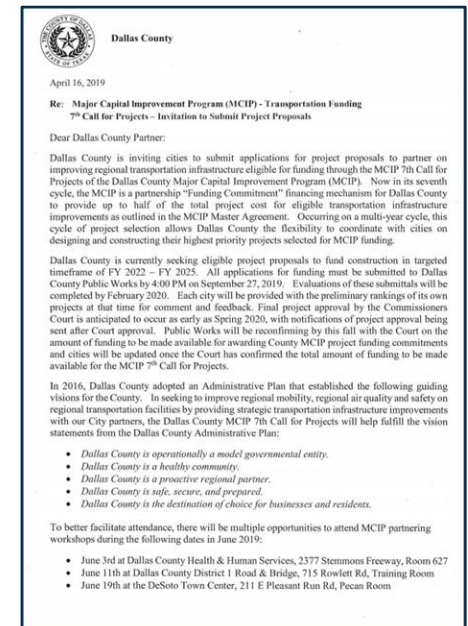 THE COUNTY OF DALLAS
STATE OF TEXAS
Dallas County
April 16, 2019
Re: Major Capital Improvement Program (MCIP) - Transportation Funding
7th Call for Projects – Invitation to Submit Project Proposals
Dear Dallas County Partner:
Dallas County is inviting cities to submit applications for project proposals to partner on
improving regional transportation infrastructure eligible for funding through the MCIP 7th Call for
Projects of the Dallas County Major Capital Improvement Program (MCIP). Now in its seventh
cycle, the MCIP is a partnership “Funding Commitment” financing mechanism for Dallas County
to provide up to half of the total project cost for eligible transportation infrastructure
improvements as outlined in the MCIP Master Agreement. Occurring on a multi-year cycle, this
cycle of project selection allows Dallas County the flexibility to coordinate with cities on
designing and constructing their highest priority projects selected for MCIP funding.
Dallas County is currently seeking eligible project proposals to fund construction in targeted
timeframe of FY 2022 – FY 2025. All applications for funding must be submitted to Dallas
County Public Works by 4:00 PM on September 27, 2019. Evaluations of these submittals will be
completed by February 2020. Each city will be provided with the preliminary rankings of its own
projects at that time for comment and feedback. Final project approval by the Commissioners
Court is anticipated to occur as early as Spring 2020, with notifications of project approval being
sent after Court approval. Public Works will be reconfirming by this fall with the Court on the
amount of funding to be made available for awarding County MCIP project funding commitments
and cities will be updated once the Court has confirmed the total amount of funding to be made
available for the MCIP 7th Call for Projects.
In 2016, Dallas County adopted an Administrative Plan that established the following guiding
visions for the County. In seeking to improve regional mobility, regional air quality and safety on
regional transportation facilities by providing strategic transportation infrastructure improvements
with our City partners, the Dallas County MCIP 7th Call for Projects will help fulfill the vision
statements from the Dallas County Administrative Plan:
• Dallas County is operationally a model governmental entity.
• Dallas County is a healthy community.
• Dallas County is a proactive regional partner.
• Dallas County is safe, secure, and prepared.
• Dallas County is the destination of choice for businesses and residents.
To better facilitate attendance, there will be multiple opportunities to attend MCIP partnering
workshops during the following dates in June 2019:
• June 3rd at Dallas County Health & Human Services, 2377 Stemmons Freeway, Room 627
• June 11th at Dallas County District 1 Road & Bridge, 715 Rowlett Rd, Training Room
• June 19th at the DeSoto Town Center, 211 E Pleasant Run Rd, Pecan Room